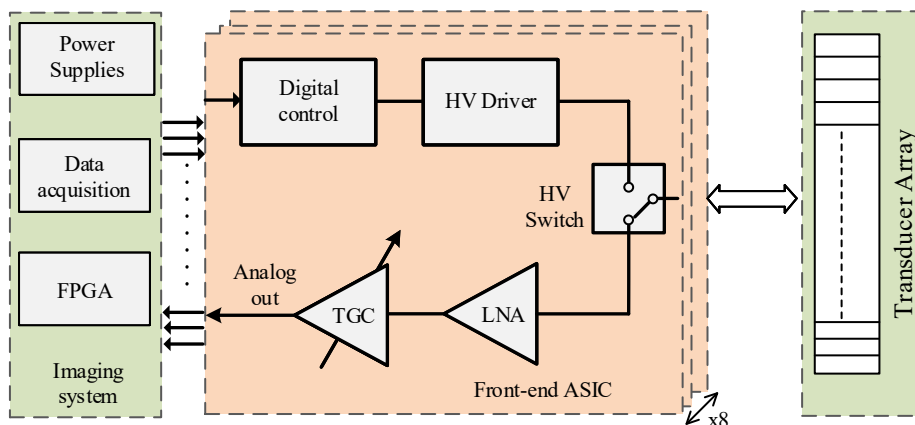 Power
Supplies
Data
acquisition
FPGA
Imaging
system
Digital
control
HV Driver
HV
Switch
Analog
out
TGC
LNA
Front-end ASIC
x8
Transducer Array